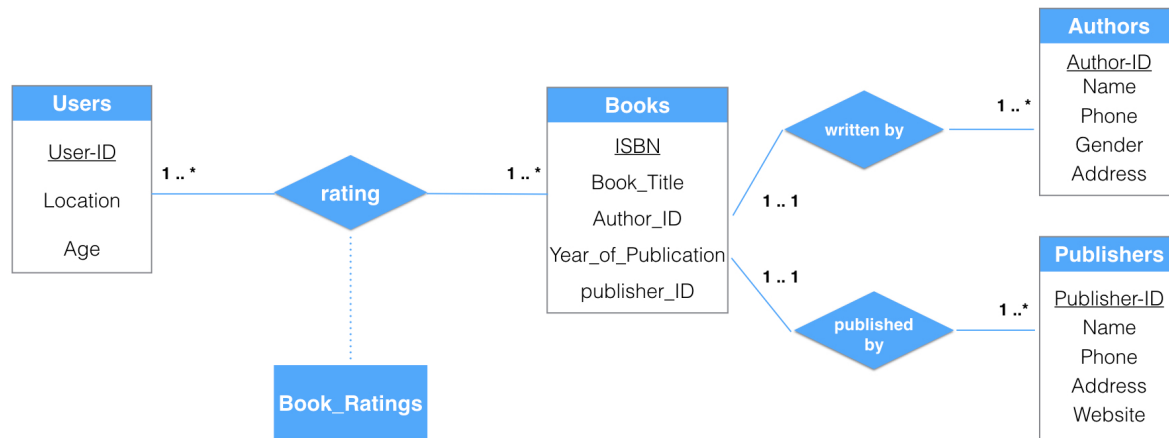 Users
User-ID
Location
Age
1 .. *
rating
1 .. *
Book_Ratings
Books
ISBN
Book_Title
Author_ID
Year_of_Publication
publisher_ID
1 .. 1
written by
1 .. *
Authors
Author-ID
Name
Phone
Gender
Address
1 .. 1
published
by
1 ..*
Publishers
Publisher-ID
Name
Phone
Address
Website